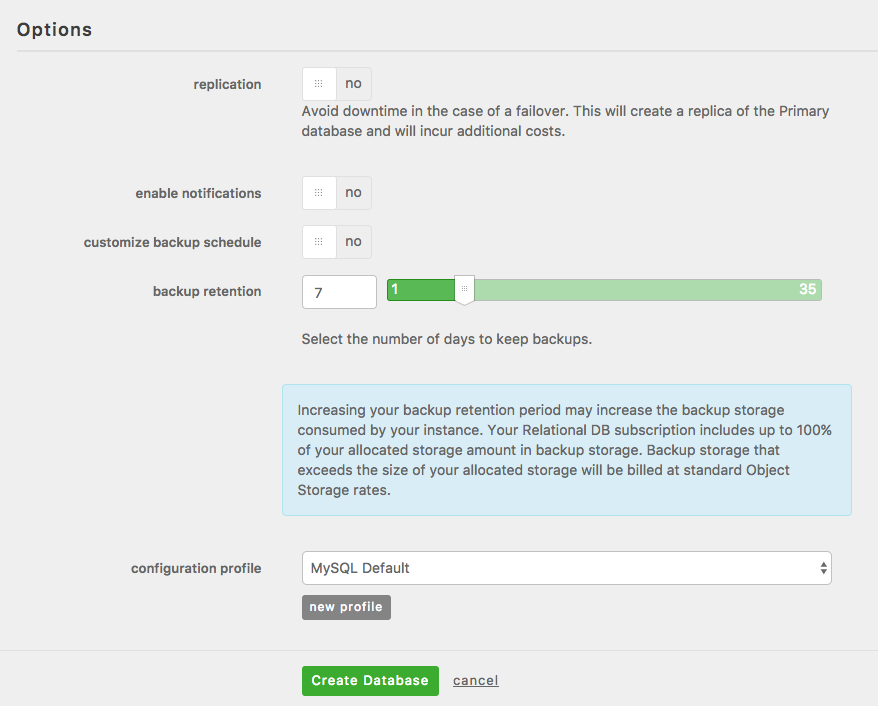 Options
replication
no
Avoid downtime in the case of a failover. This will create a replica of the Primary
database and will incur additional costs.
enable notifications
no
customize backup schedule
no
backup retention
7
1
35
Select the number of days to keep backups.
Increasing your backup retention period may increase the backup storage
consumed by your instance. Your Relational DB subscription includes up to 100%
of your allocated storage amount in backup storage. Backup storage that
exceeds the size of your allocated storage will be billed at standard Object
Storage rates.
configuration profile
MySQL Default
new profile
Create Database
cancel